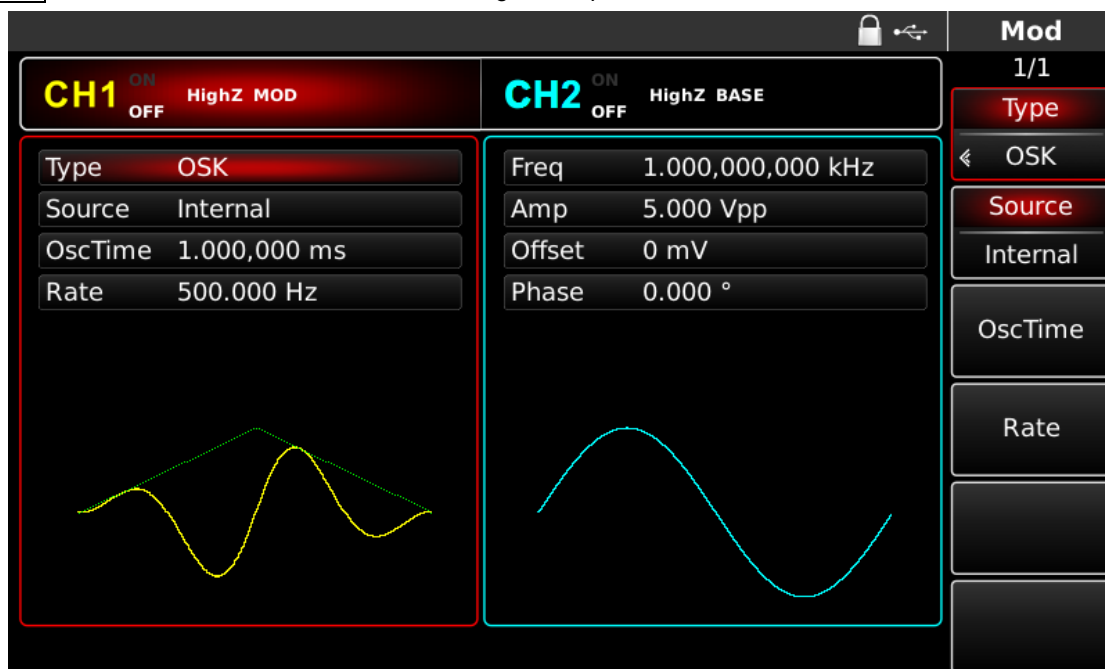 Mod
1/1
CH1 ON OFF HighZ MOD
CH2 ON OFF HighZ BASE
Type OSK
Source Internal
OscTime 1.000,000 ms
Rate 500.000 Hz
Freq 1.000,000,000 kHz
Amp 5.000 Vpp
Offset 0 mV
Phase 0.000 °
Type
OSK
Source
Internal
OscTime
Rate